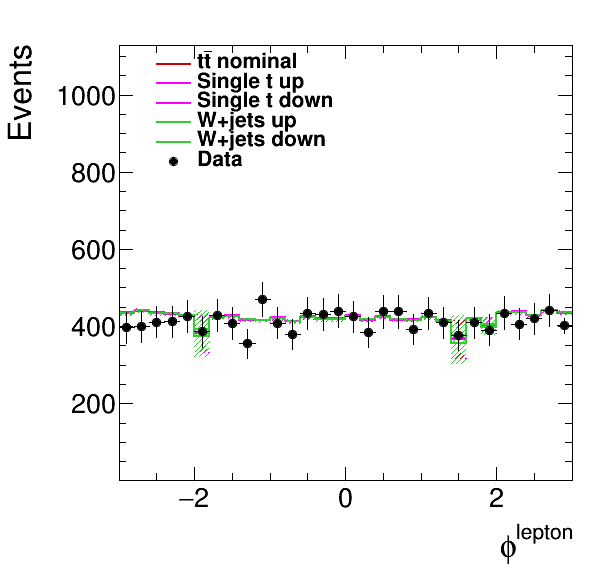 Events
tt̄ nominal
Single t up
Single t down
W+jets up
W+jets down
Data
1000
800
600
400
200
−2 0 2
ϕlepton